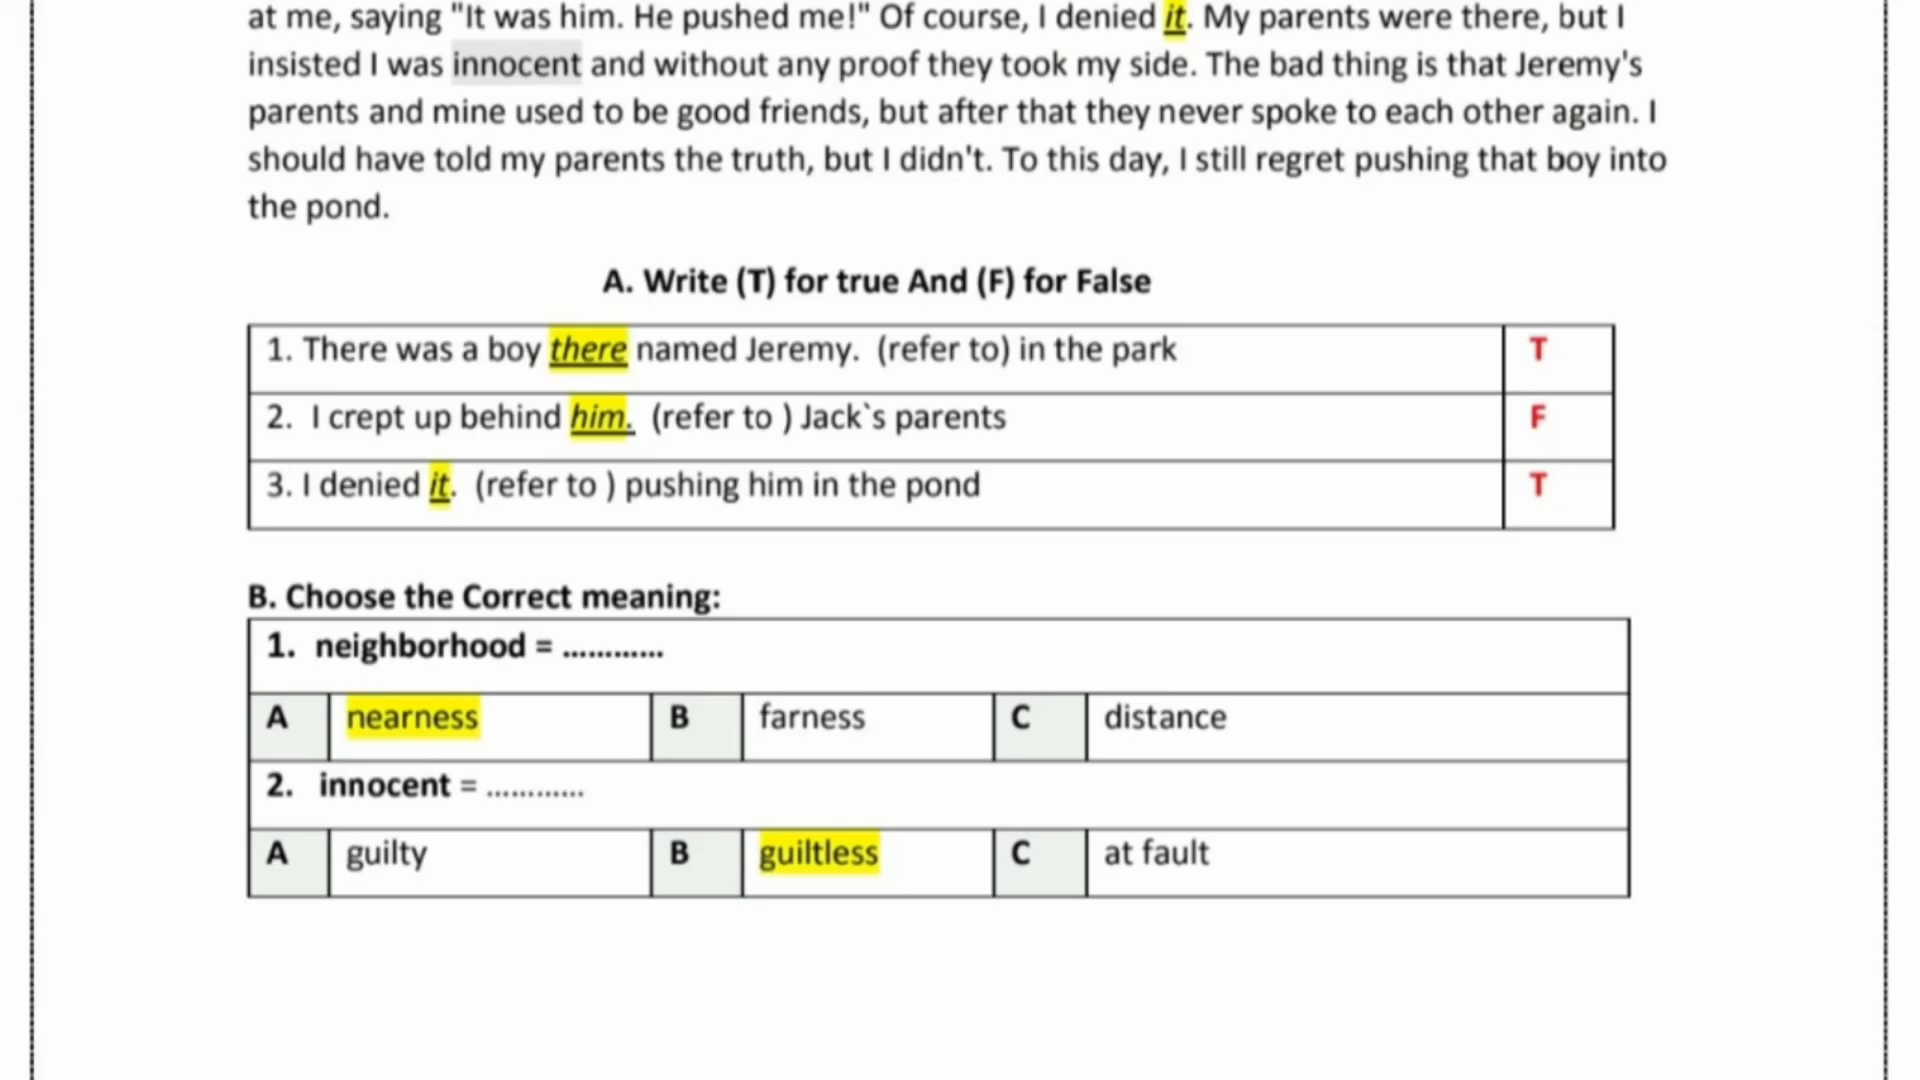 at me, saying "It was him. He pushed me!" Of course, I denied it. My parents were there, but I
insisted I was innocent and without any proof they took my side. The bad thing is that Jeremy's
parents and mine used to be good friends, but after that they never spoke to each other again. I
should have told my parents the truth, but I didn't. To this day, I still regret pushing that boy into
the pond.
A. Write (T) for true And (F) for False
1. There was a boy there named Jeremy. (refer to) in the park T
2. I crept up behind him. (refer to ) Jack`s parents F
3. I denied it. (refer to ) pushing him in the pond T
B. Choose the Correct meaning:
1. neighborhood = ............
A nearness B farness C distance
2. innocent = ............
A guilty B guiltless C at fault